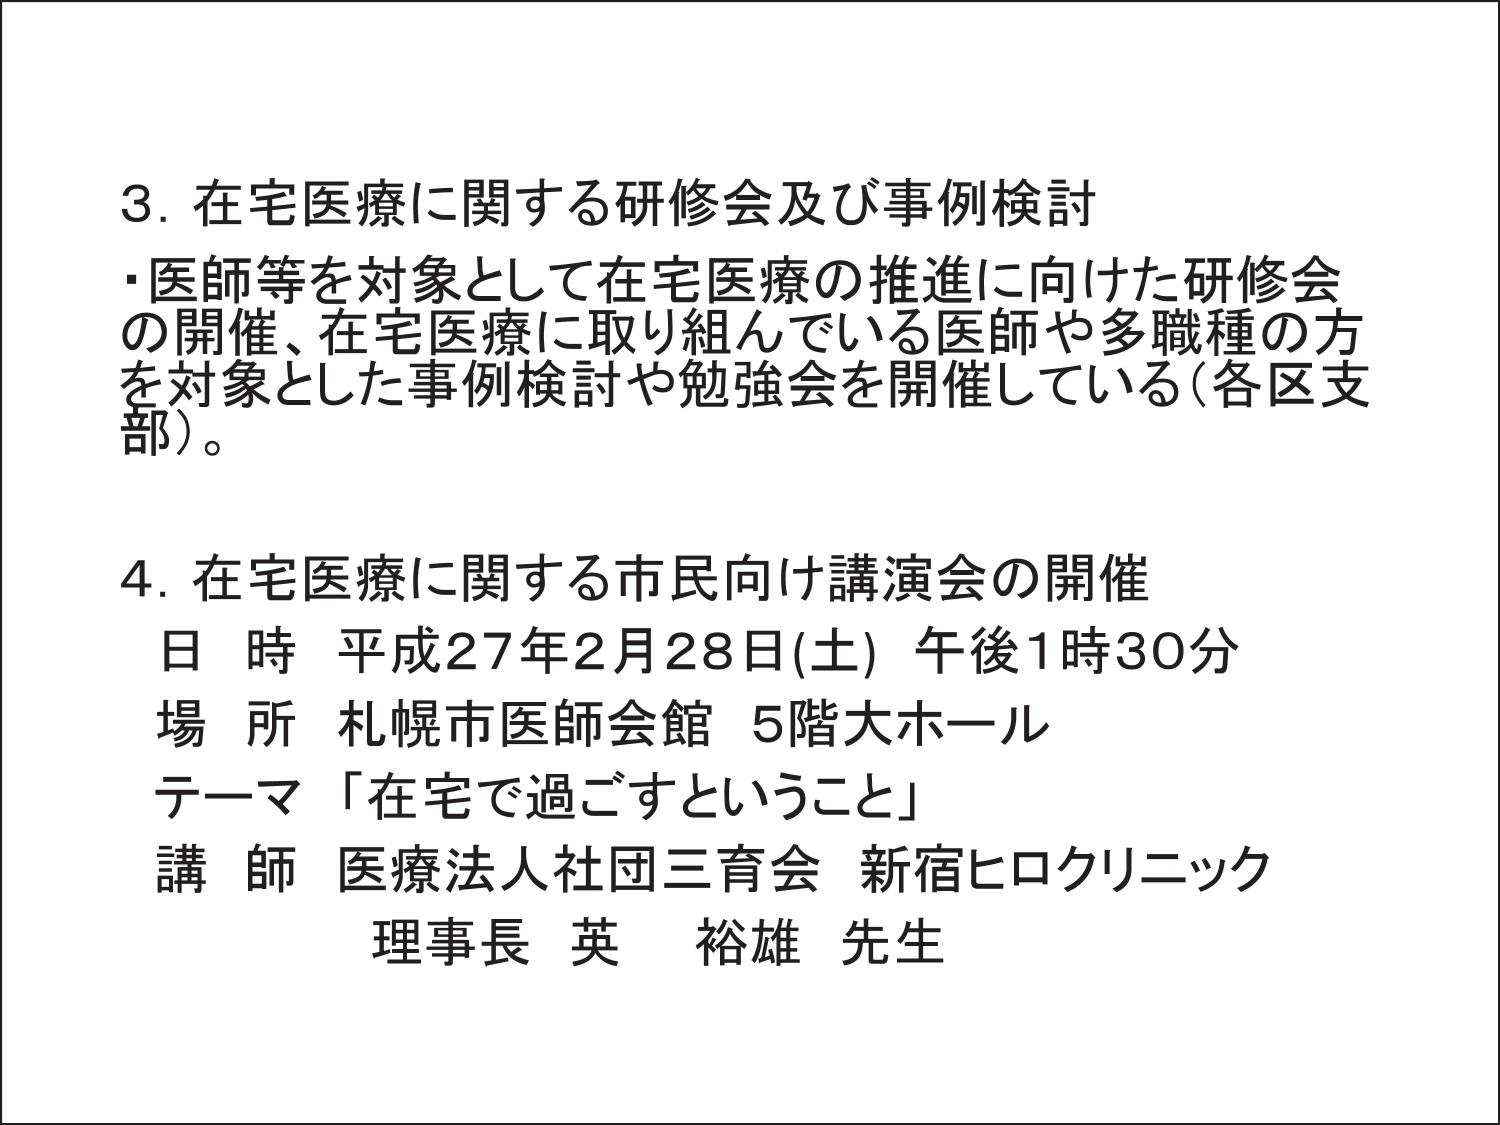 ３．在宅医療に関する研修会及び事例検討
・医師等を対象として在宅医療の推進に向けた研修会
の開催、在宅医療に取り組んでいる医師や多職種の方
を対象とした事例検討や勉強会を開催している（各区支
部）。
４．在宅医療に関する市民向け講演会の開催
日　時　平成２７年２月２８日(土)　午後１時３０分
場　所　札幌市医師会館　５階大ホール
テーマ　「在宅で過ごすということ」
講　師　医療法人社団三育会　新宿ヒロクリニック
理事長　英　　裕雄　先生